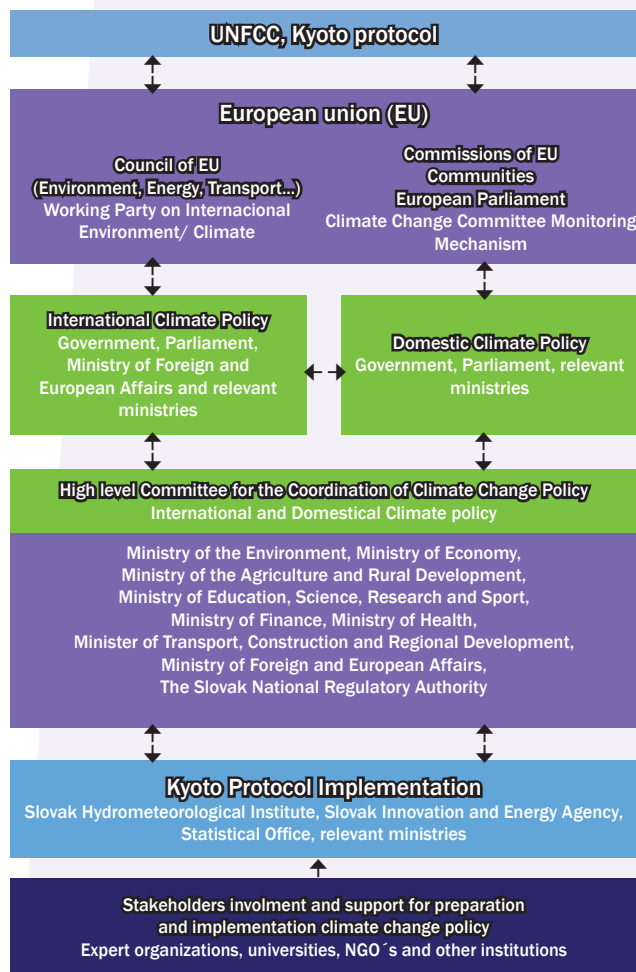 UNFCC, Kyoto protocol
European union (EU)
Council of EU
(Environment, Energy, Transport...)
Working Party on Internacional
Environment/ Climate
Commissions of EU
Communities
European Parliament
Climate Change Committee Monitoring
Mechanism
International Climate Policy
Government, Parliament,
Ministry of Foreign and
European Affairs and relevant
ministries
Domestic Climate Policy
Government, Parliament, relevant
ministries
High level Committee for the Coordination of Climate Change Policy
International and Domestical Climate policy
Ministry of the Environment, Ministry of Economy,
Ministry of the Agriculture and Rural Development,
Ministry of Education, Science, Research and Sport,
Ministry of Finance, Ministry of Health,
Minister of Transport, Construction and Regional Development,
Ministry of Foreign and European Affairs,
The Slovak National Regulatory Authority
Kyoto Protocol Implementation
Slovak Hydrometeorological Institute, Slovak Innovation and Energy Agency,
Statistical Office, relevant ministries
Stakeholders involment and support for preparation
and implementation climate change policy
Expert organizations, universities, NGO´s and other institutions